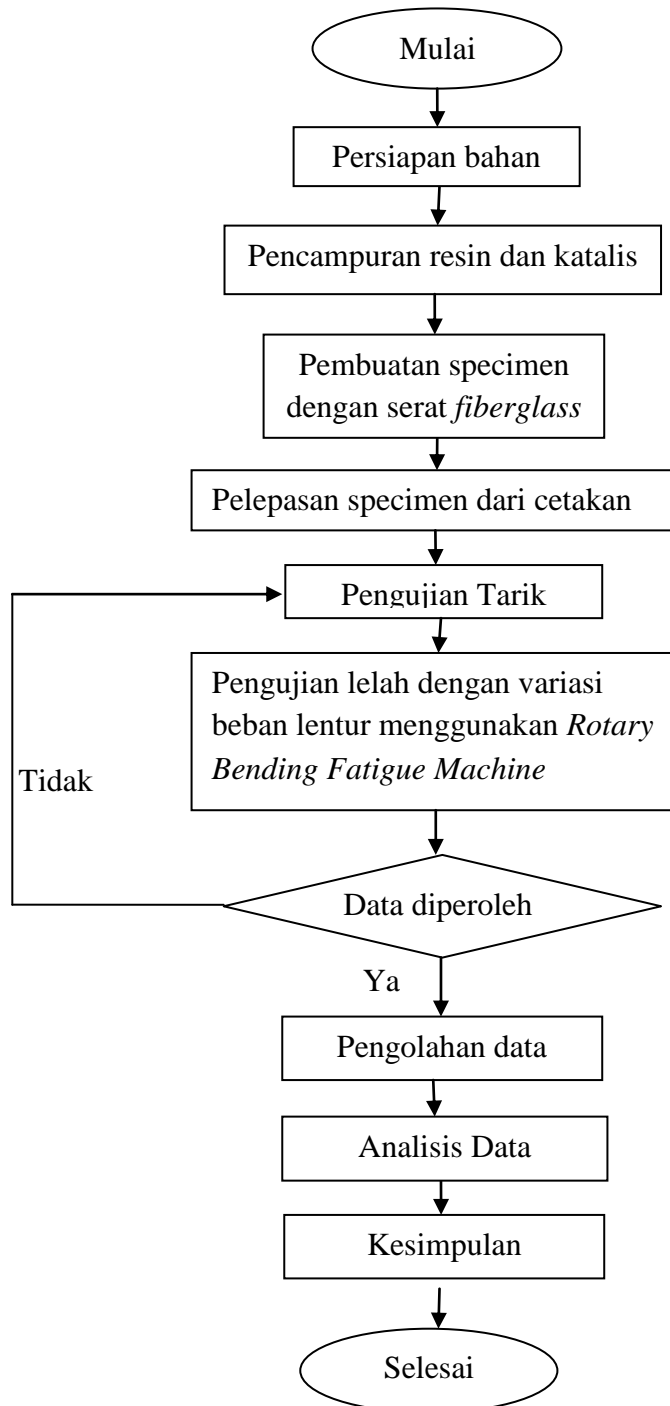 Mulai
Persiapan bahan
Pencampuran resin dan katalis
Pembuatan specimen
dengan serat fiberglass
Pelepasan specimen dari cetakan
Pengujian Tarik
Pengujian lelah dengan variasi
beban lentur menggunakan Rotary
Bending Fatigue Machine
Tidak
Data diperoleh
Ya
Pengolahan data
Analisis Data
Kesimpulan
Selesai